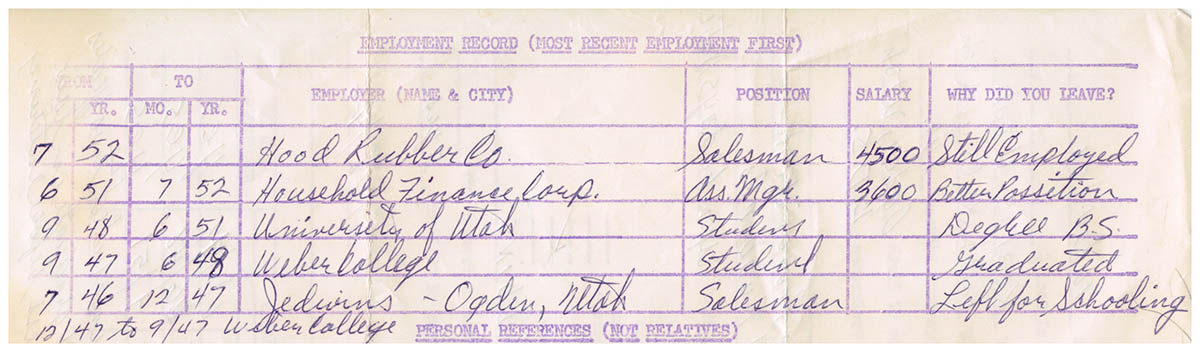 EMPLOYMENT RECORD (MOST RECENT EMPLOYMENT FIRST)
FROM TO
YR. MO. YR. EMPLOYER (NAME & CITY) POSITION SALARY WHY DID YOU LEAVE?
7 52 Hood Rubber Co. Salesman 4500 Still Employed
6 51 7 52 Household Finance Corp. Ass. Mgr. 3600 Better Possition
9 48 6 51 University of Utah Student Degree B.S.
9 47 6 48 Weber College Student Graduated
7 46 12 47 - Ogden, Utah Salesman Left for Schooling
12/47 to 9/47 Weber College
PERSONAL REFERENCES (NOT RELATIVES)